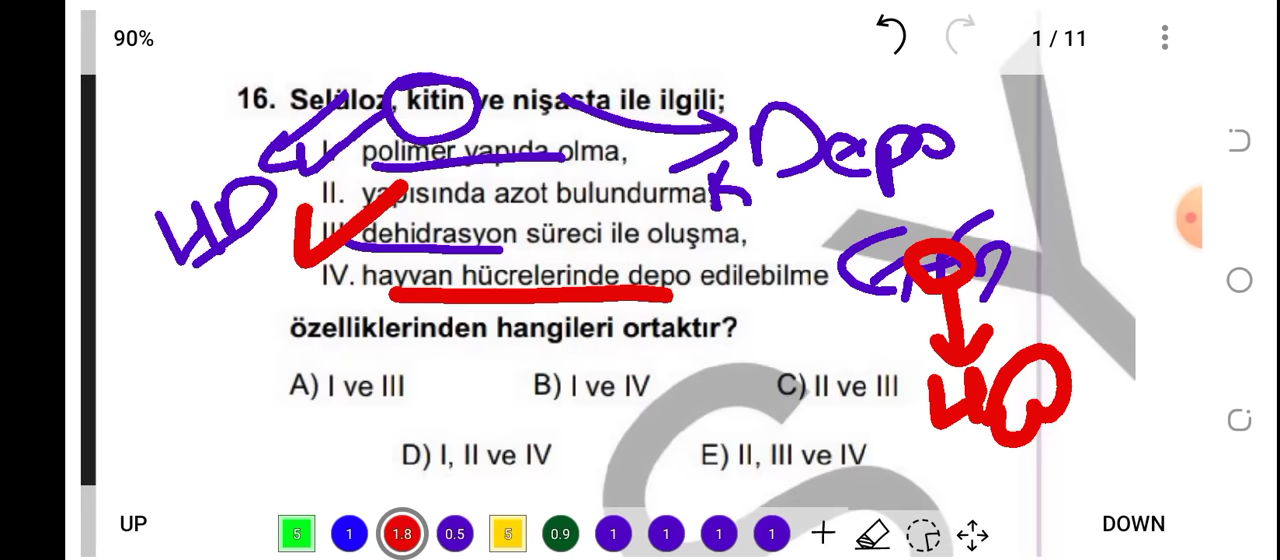 90%
1 / 11
16. Selüloz, kitin ve nişasta ile ilgili;
I. polimer yapıda olma,
Depo
II. yapısında azot bulundurma,
YD
III. dehidrasyon süreci ile oluşma,
IV. hayvan hücrelerinde depo edilebilme
özelliklerinden hangileri ortaktır?
A) I ve III
B) I ve IV
C) II ve III
D) I, II ve IV
E) II, III ve IV
UP
5
1
1.8
0.5
5
0.9
1
1
1
1
DOWN